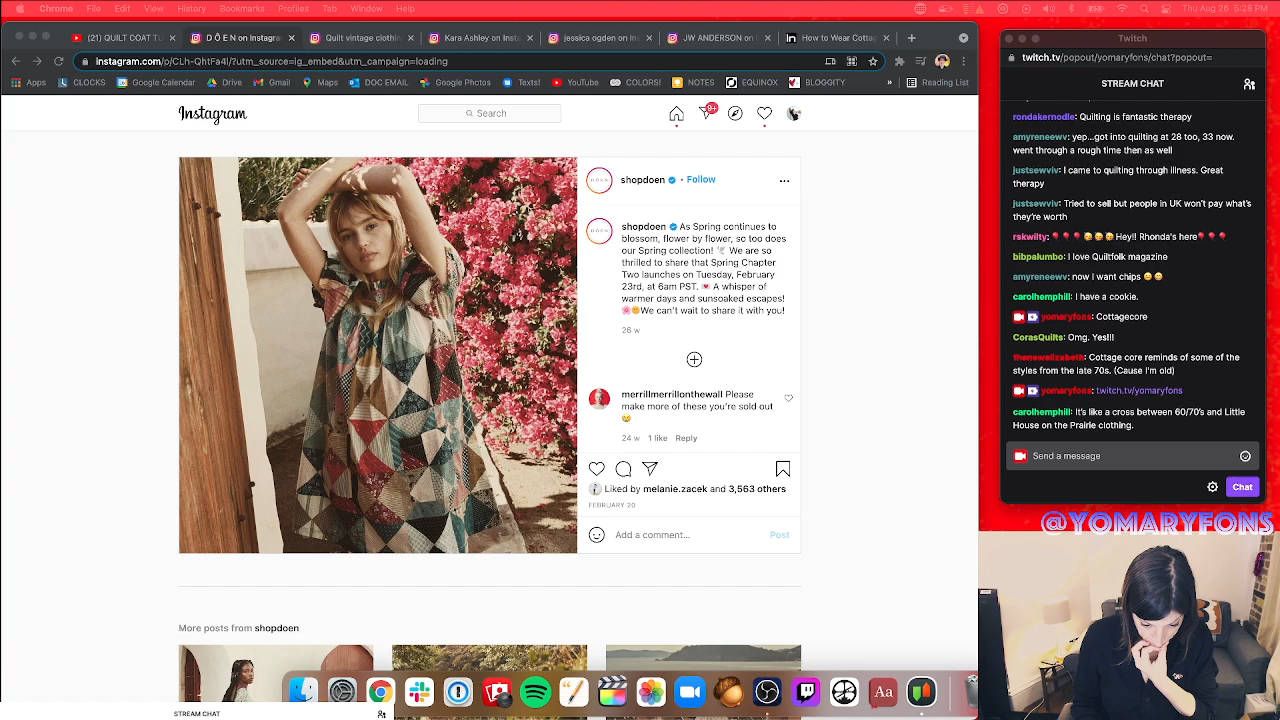 Chrome File Edit View History Bookmarks Profiles Tab Window Help
Thu Aug 26 5:28 PM
(21) QUILT COAT TU
D Ö E N on Instagram
Quilt vintage clothin
Kara Ashley on Insta
jessica ogden on Ins
JW ANDERSON on I
How to Wear Cottag
instagram.com/p/CLh-QhtFa4I/?utm_source=ig_embed&utm_campaign=loading
Apps CLOCKS Google Calendar Drive Maps DOC EMAIL Google Photos Texts! YouTube COLORS! NOTES EQUINOX BLOGGITY » Reading List
Instagram
Search
9+
shopdoen • Follow
shopdoen As Spring continues to
blossom, flower by flower, so too does
our Spring collection! 🕊 We are so
thrilled to share that Spring Chapter
Two launches on Tuesday, February
23rd, at 6am PST. 💌 A whisper of
warmer days and sunsoaked escapes!
🌸🌞We can't wait to share it with you!
26 w
merrillmerrillonthewall Please
make more of these you're sold out
24 w 1 like Reply
Liked by melanie.zacek and 3,563 others
FEBRUARY 20
Add a comment...
Post
More posts from shopdoen
STREAM CHAT
Twitch
twitch.tv/popout/yomaryfons/chat?popout=
STREAM CHAT
rondakernodle: Quilting is fantastic therapy
amyreneewv: yep...got into quilting at 28 too, 33 now.
went through a rough time then as well
justsewviv: I came to quilting through illness. Great
therapy
justsewviv: Tried to sell but people in UK won't pay what's
they're worth
rskwilty: 🎈🎈🎈🥰🥰🥰Hey!! Rhonda's here🎈🎈🎈
bibpalumbo: I love Quiltfolk magazine
amyreneewv: now I want chips 😄😄
carolhemphill: I have a cookie.
yomaryfons: Cottagecore
CorasQuilts: Omg. Yes!!!
thenewelizabeth: Cottage core reminds of some of the
styles from the late 70s. (Cause I'm old)
yomaryfons: twitch.tv/yomaryfons
carolhemphill: It's like a cross between 60/70's and Little
House on the Prairie clothing.
Send a message
Chat
@YOMARYFONS